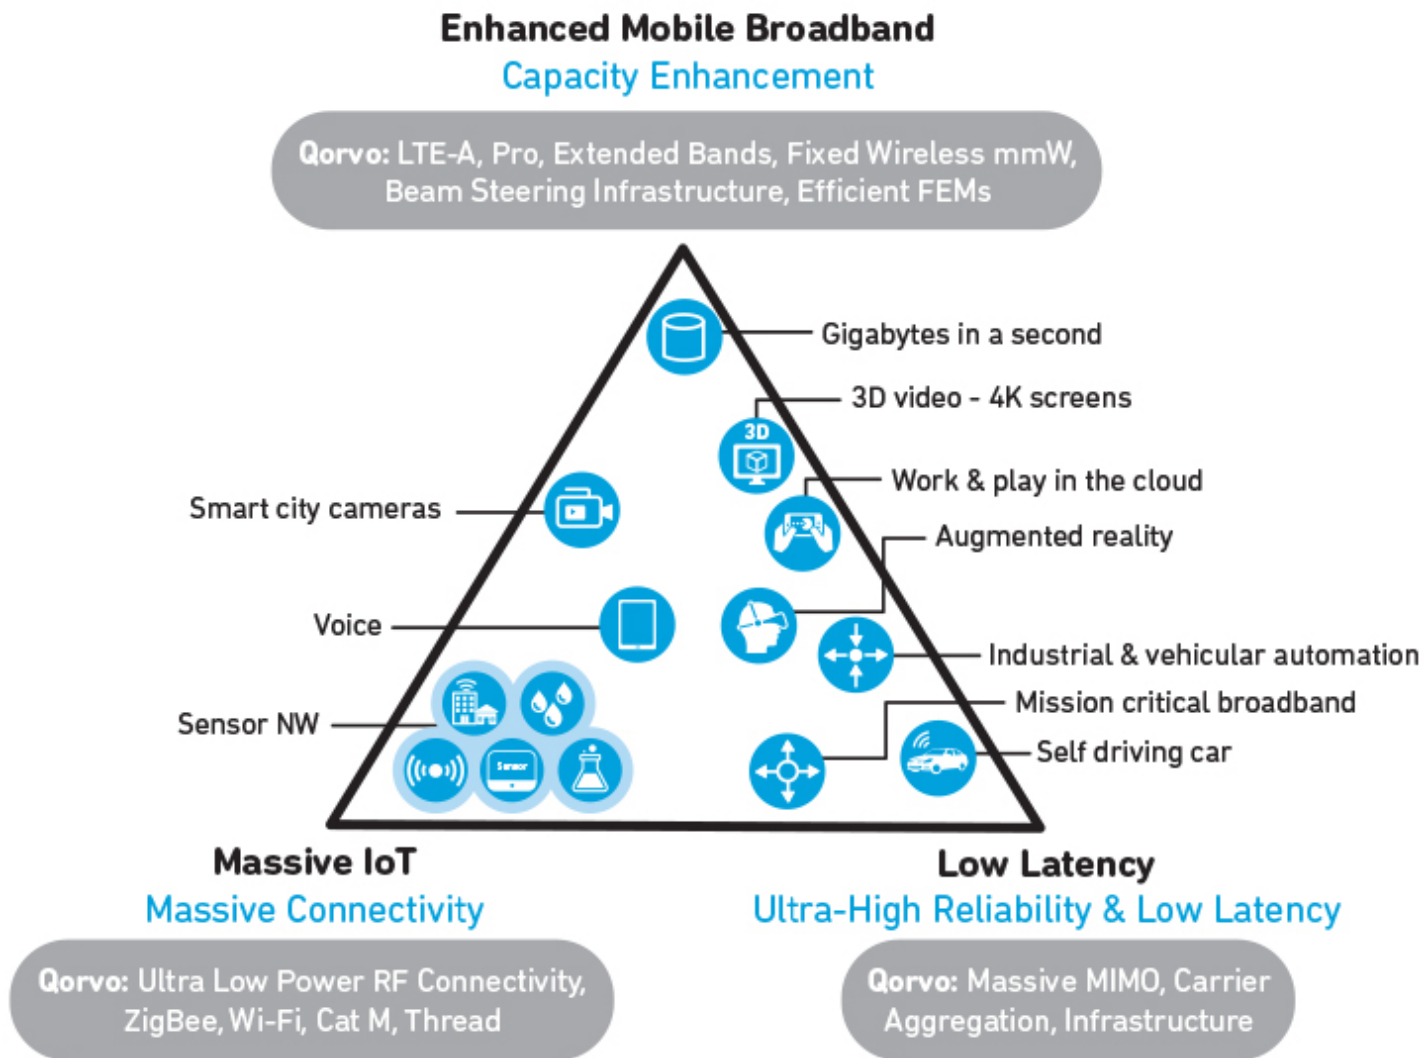 Enhanced Mobile Broadband
Capacity Enhancement
Qorvo: LTE-A, Pro, Extended Bands, Fixed Wireless mmW,
Beam Steering Infrastructure, Efficient FEMs
Gigabytes in a second
3D video - 4K screens
3D
Work & play in the cloud
Smart city cameras
Augmented reality
Voice
Industrial & vehicular automation
Mission critical broadband
Sensor NW
Self driving car
Sensor
Massive IoT
Massive Connectivity
Qorvo: Ultra Low Power RF Connectivity,
ZigBee, Wi-Fi, Cat M, Thread
Low Latency
Ultra-High Reliability & Low Latency
Qorvo: Massive MIMO, Carrier
Aggregation, Infrastructure